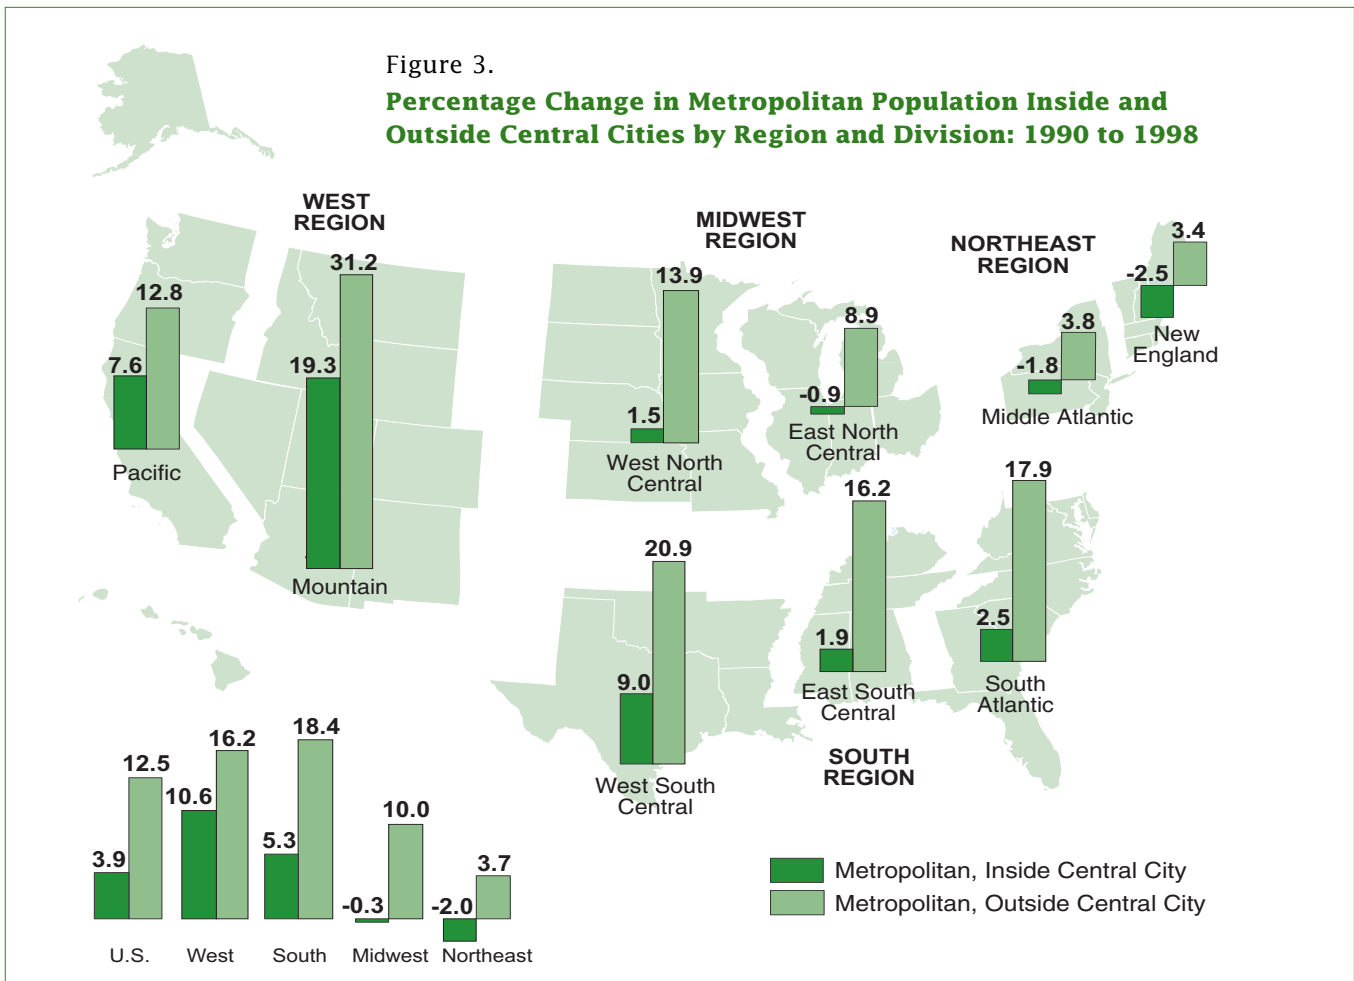 Figure 3.
Percentage Change in Metropolitan Population Inside and
Outside Central Cities by Region and Division: 1990 to 1998
WEST
REGION
31.2
19.3
Mountain
12.8
7.6
Pacific
MIDWEST
REGION
13.9
1.5
West North
Central
8.9
-0.9
East North
Central
NORTHEAST
REGION
3.4
-2.5
New
England
3.8
-1.8
Middle Atlantic
20.9
9.0
West South
Central
16.2
1.9
East South
Central
17.9
2.5
South
Atlantic
SOUTH
REGION
12.5
3.9
U.S.
16.2
10.6
West
18.4
5.3
South
10.0
-0.3
Midwest
3.7
-2.0
Northeast
Metropolitan, Inside Central City
Metropolitan, Outside Central City